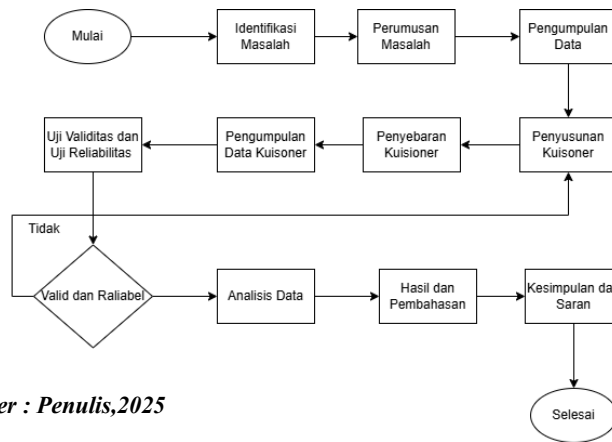 Mulai
Identifikasi
Masalah
Perumusan
Masalah
Pengumpulan
Data
Uji Validitas dan
Uji Reliabilitas
Pengumpulan
Data Kuisoner
Penyebaran
Kuisioner
Penyusunan
Kuisoner
Tidak
Valid dan Raliabel
Analisis Data
Hasil dan
Pembahasan
Kesimpulan da
Saran
er : Penulis,2025
Selesai